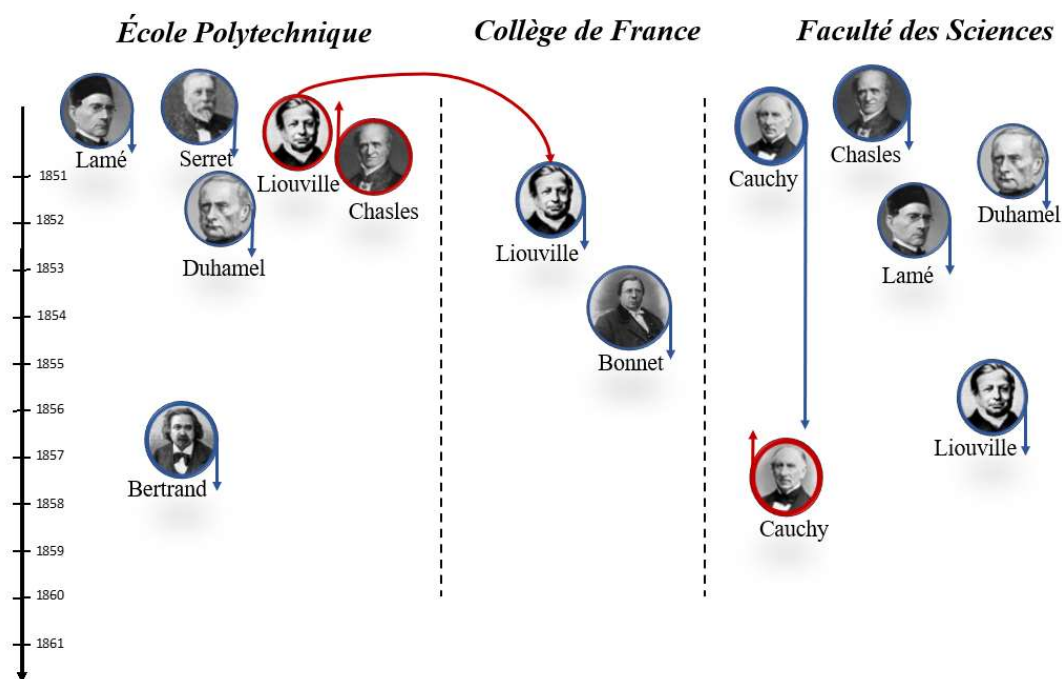 École Polytechnique
Collège de France
Faculté des Sciences
Lamé
Serret
Liouville
Chasles
Duhamel
Bertrand
Liouville
Bonnet
Cauchy
Chasles
Duhamel
Lamé
Liouville
Cauchy
1851
1852
1853
1854
1855
1856
1857
1858
1859
1860
1861